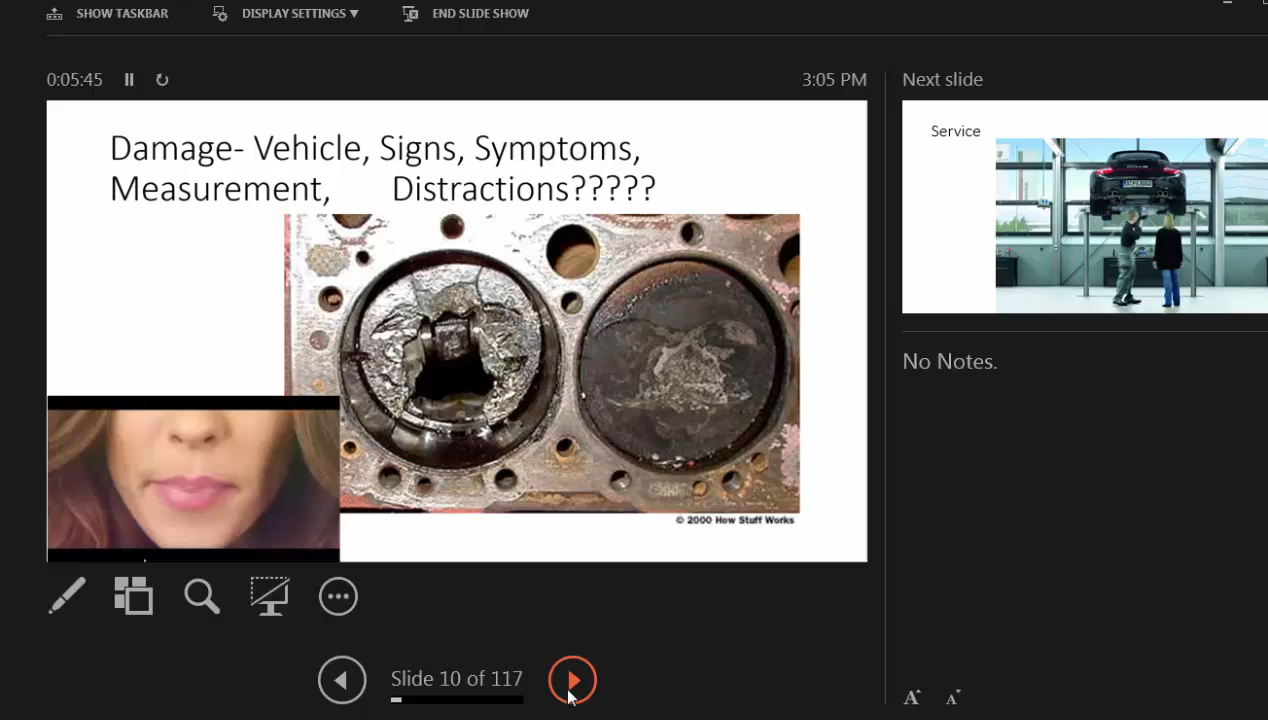 SHOW TASKBAR
DISPLAY SETTINGS
END SLIDE SHOW
0:05:45
3:05 PM
Next slide
Damage- Vehicle, Signs, Symptoms,
Measurement, Distractions?????
© 2000 How Stuff Works
Service
No Notes.
Slide 10 of 117
A
A